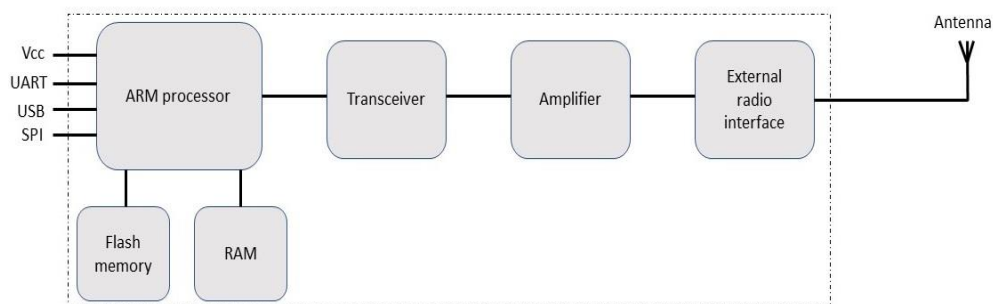 Antenna
Vcc
UART
USB
SPI
ARM processor
Transceiver
Amplifier
External
radio
interface
Flash
memory
RAM